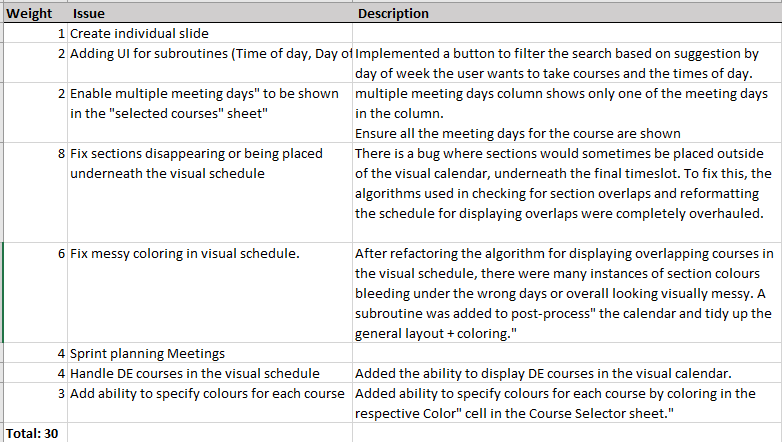 Weight Issue Description
1 Create individual slide
2 Adding UI for subroutines (Time of day, Day of Implemented a button to filter the search based on suggestion by
day of week the user wants to take courses and the times of day.
2 Enable multiple meeting days" to be shown multiple meeting days column shows only one of the meeting days
in the "selected courses" sheet" in the column.
Ensure all the meeting days for the course are shown
8 Fix sections disappearing or being placed There is a bug where sections would sometimes be placed outside
underneath the visual schedule of the visual calendar, underneath the final timeslot. To fix this, the
algorithms used in checking for section overlaps and reformatting
the schedule for displaying overlaps were completely overhauled.
6 Fix messy coloring in visual schedule. After refactoring the algorithm for displaying overlapping courses in
the visual schedule, there were many instances of section colours
bleeding under the wrong days or overall looking visually messy. A
subroutine was added to post-process" the calendar and tidy up the
general layout + coloring."
4 Sprint planning Meetings
4 Handle DE courses in the visual schedule Added the ability to display DE courses in the visual calendar.
3 Add ability to specify colours for each course Added ability to specify colours for each course by coloring in the
respective Color" cell in the Course Selector sheet."
Total: 30